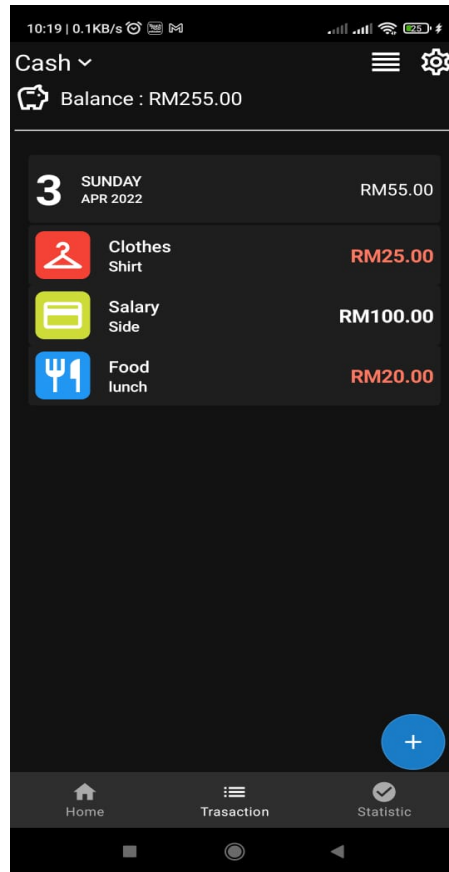 10:19 | 0.1KB/s
25
Cash
Balance : RM255.00
3 SUNDAY RM55.00
APR 2022
Clothes RM25.00
Shirt
Salary RM100.00
Side
Food RM20.00
lunch
+
Home Trasaction Statistic